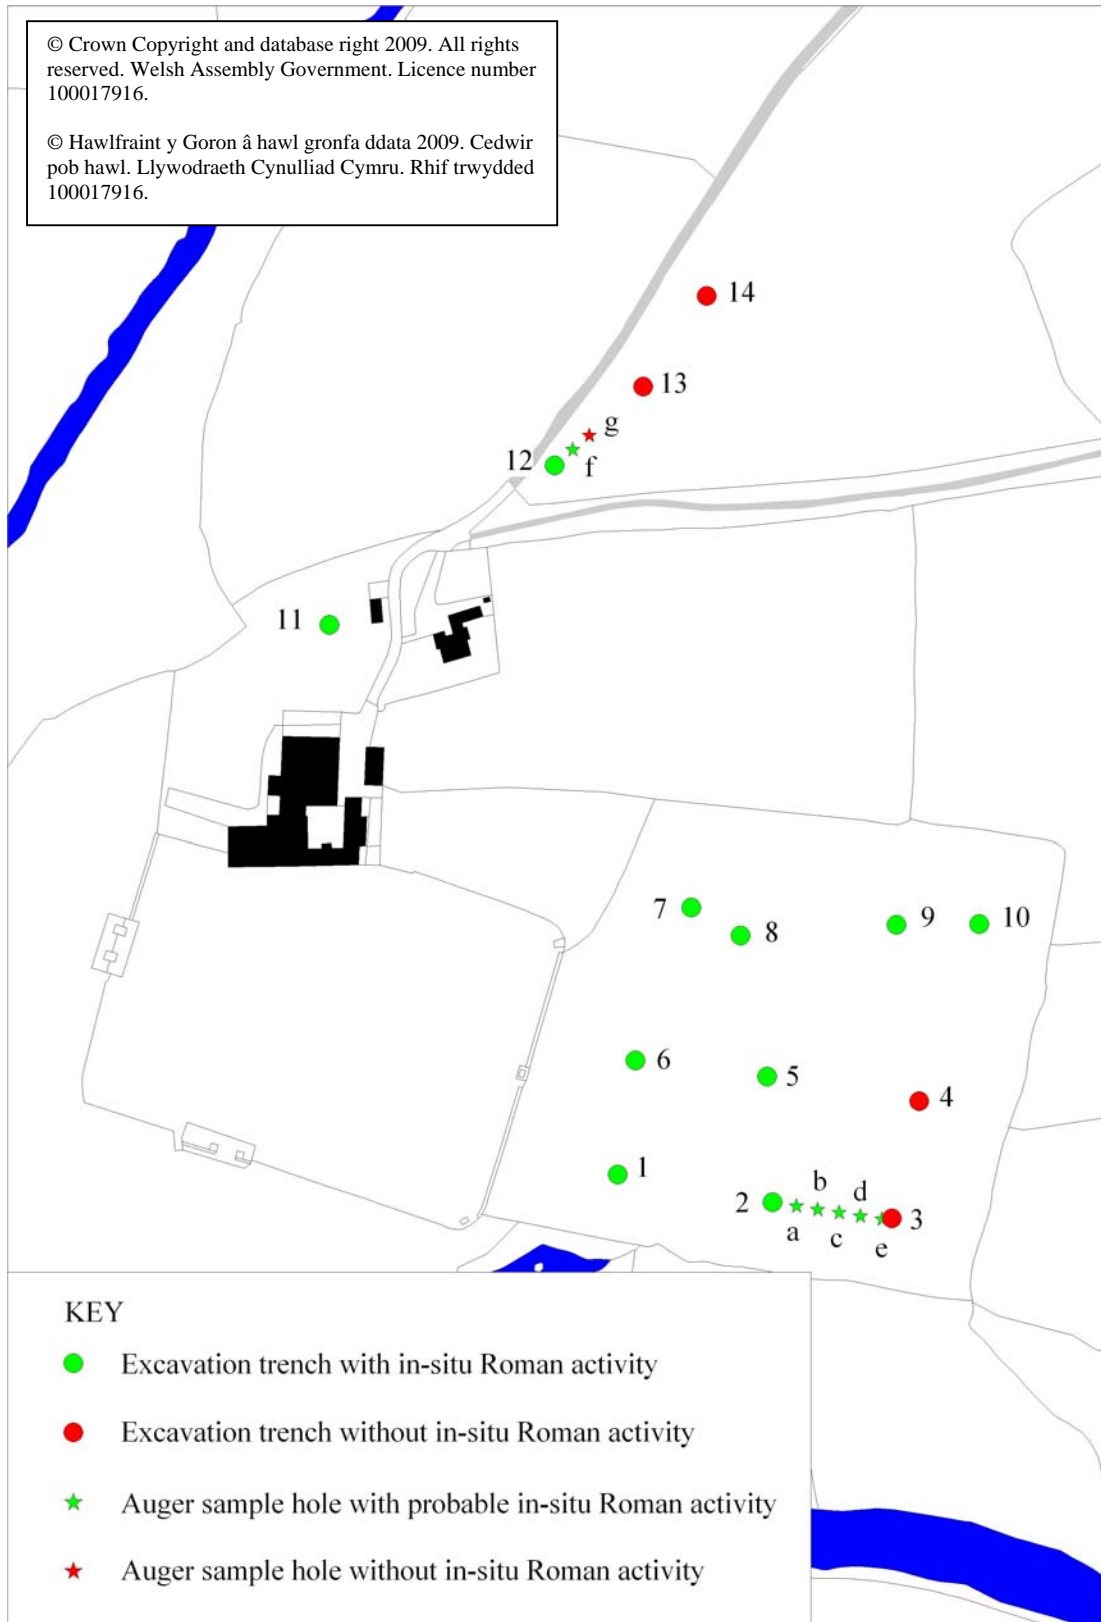 © Crown Copyright and database right 2009. All rights
reserved. Welsh Assembly Government. Licence number
100017916.
© Hawlfraint y Goron â hawl gronfa ddata 2009. Cedwir
pob hawl. Llywodraeth Cynulliad Cymru. Rhif trwydded
100017916.
14
13
g
12
f
11
7
8
9
10
6
5
4
1
b
d
2
3
a
c
e
KEY
Excavation trench with in-situ Roman activity
Excavation trench without in-situ Roman activity
Auger sample hole with probable in-situ Roman activity
Auger sample hole without in-situ Roman activity